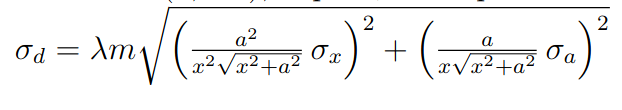 σ_d = λm√((a²/(x²√(x²+a²)) σ_x)² + (a/(x√(x²+a²)) σ_a)²)